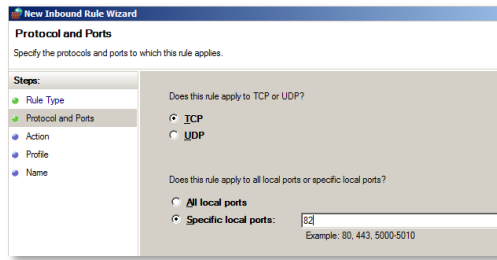 New Inbound Rule Wizard
Protocol and Ports
Specify the protocols and ports to which this rule applies.
Steps:
Rule Type
Protocol and Ports
Action
Profile
Name
Does this rule apply to TCP or UDP?
TCP
UDP
Does this rule apply to all local ports or specific local ports?
All local ports
Specific local ports: 82
Example: 80, 443, 5000-5010